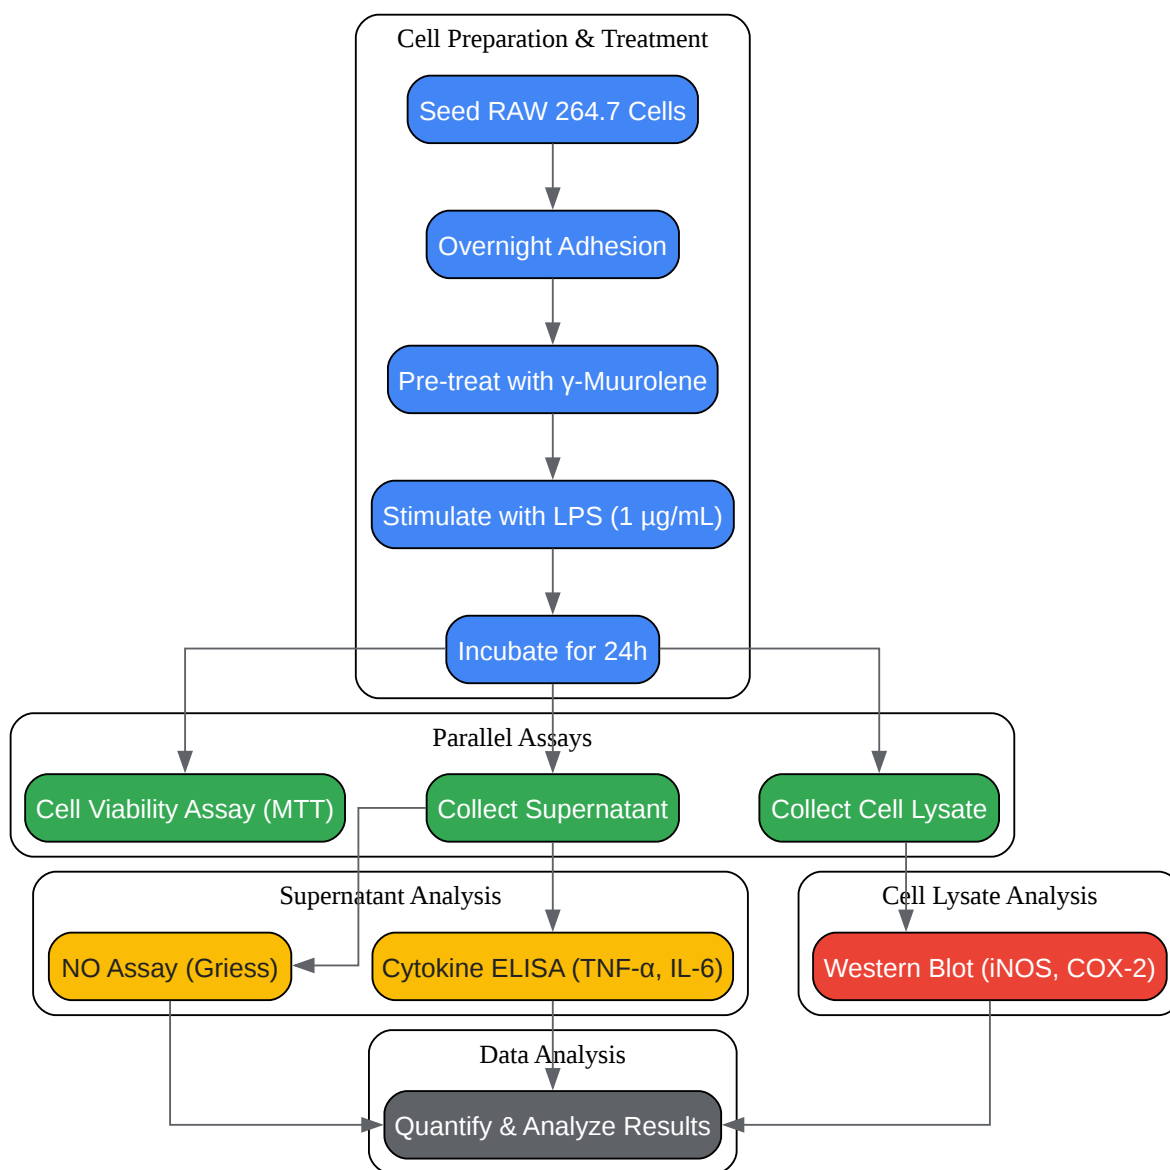 Cell Preparation & Treatment
Seed RAW 264.7 Cells
Overnight Adhesion
Pre-treat with γ-Muurolene
Stimulate with LPS (1 µg/mL)
Incubate for 24h
Parallel Assays
Cell Viability Assay (MTT)
Collect Supernatant
Collect Cell Lysate
Supernatant Analysis
Cell Lysate Analysis
NO Assay (Griess)
Cytokine ELISA (TNF-α, IL-6)
Western Blot (iNOS, COX-2)
Data Analysis
Quantify & Analyze Results